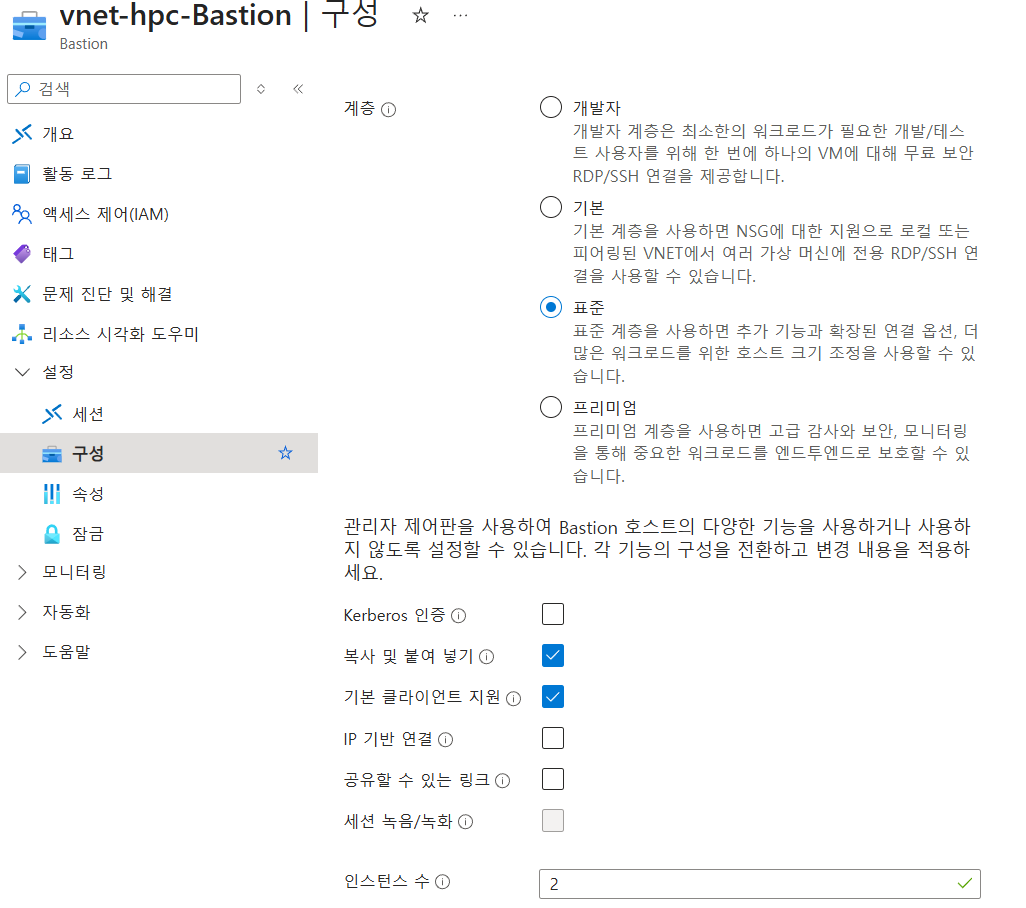 vnet-hpc-Bastion | 구성
Bastion
검색
개요
활동 로그
액세스 제어(IAM)
태그
문제 진단 및 해결
리소스 시각화 도우미
설정
세션
구성
속성
잠금
모니터링
자동화
도움말
계층
개발자
개발자 계층은 최소한의 워크로드가 필요한 개발/테스
트 사용자를 위해 한 번에 하나의 VM에 대해 무료 보안
RDP/SSH 연결을 제공합니다.
기본
기본 계층을 사용하면 NSG에 대한 지원으로 로컬 또는
피어링된 VNET에서 여러 가상 머신에 전용 RDP/SSH 연
결을 사용할 수 있습니다.
표준
표준 계층을 사용하면 추가 기능과 확장된 연결 옵션, 더
많은 워크로드를 위한 호스트 크기 조정을 사용할 수 있
습니다.
프리미엄
프리미엄 계층을 사용하면 고급 감사와 보안, 모니터링
을 통해 중요한 워크로드를 엔드투엔드로 보호할 수 있
습니다.
관리자 제어판을 사용하여 Bastion 호스트의 다양한 기능을 사용하거나 사용하
지 않도록 설정할 수 있습니다. 각 기능의 구성을 전환하고 변경 내용을 적용하
세요.
Kerberos 인증
복사 및 붙여 넣기
기본 클라이언트 지원
IP 기반 연결
공유할 수 있는 링크
세션 녹음/녹화
인스턴스 수
2